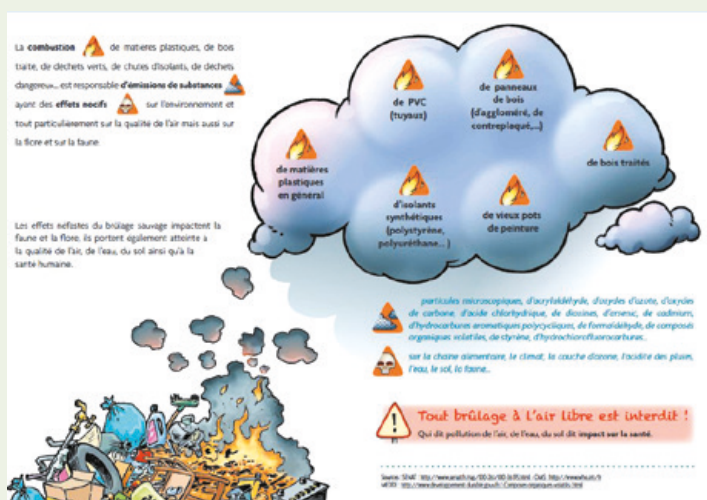 La combustion de matières plastiques, de bois
traité, de déchets verts, de chutes d'isolants, de déchets
dangereux... est responsable d'émissions de substances
ayant des effets nocifs sur l'environnement et
tout particulièrement sur la qualité de l'air mais aussi sur
la flore et sur la faune.
Les effets néfastes du brûlage sauvage impactent la
faune et la flore, ils portent également atteinte à
la qualité de l'air, de l'eau, du sol ainsi qu'à la
santé humaine.
de matières
plastiques
en général
de PVC
(tuyaux)
de panneaux
de bois
(d'aggloméré, de
contreplaqué,...)
de bois traités
d'isolants
synthétiques
(polystyrène,
polyuréthane...)
de vieux pots
de peinture
particules microscopiques, d'acrylaldéhyde, d'oxydes d'azote, d'oxydes
de carbone, d'acide chlorhydrique, de dioxines, d'arsenic, de cadmium,
d'hydrocarbures aromatiques polycycliques, de formaldéhyde, de composés
organiques volatiles, de styrène, d'hydrochlorofluorocarbures...
sur la chaîne alimentaire, le climat, la couche d'ozone, l'acidité des pluies,
l'eau, le sol, la faune...
Tout brûlage à l'air libre est interdit !
Qui dit pollution de l'air, de l'eau, du sol dit impact sur la santé.